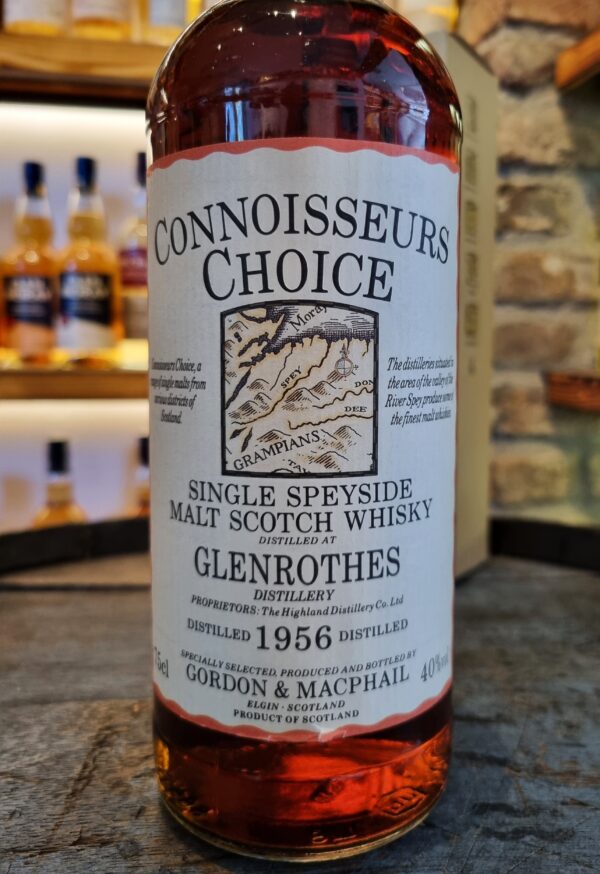 CONNOISSEURS
CHOICE
Moray
SPEY
DON
DEE
GRAMPIANS
TA
Connoisseurs Choice, a
range of single malts from
various districts of
Scotland.
The distilleries situated in
the area of the valley of the
River Spey produce some of
the finest malt whiskies.
SINGLE SPEYSIDE
MALT SCOTCH WHISKY
DISTILLED AT
GLENROTHES
DISTILLERY
PROPRIETORS: The Highland Distillery Co. Ltd
DISTILLED 1956 DISTILLED
SPECIALLY SELECTED, PRODUCED AND BOTTLED BY
75cl GORDON & MACPHAIL 40%vol
ELGIN · SCOTLAND
PRODUCT OF SCOTLAND